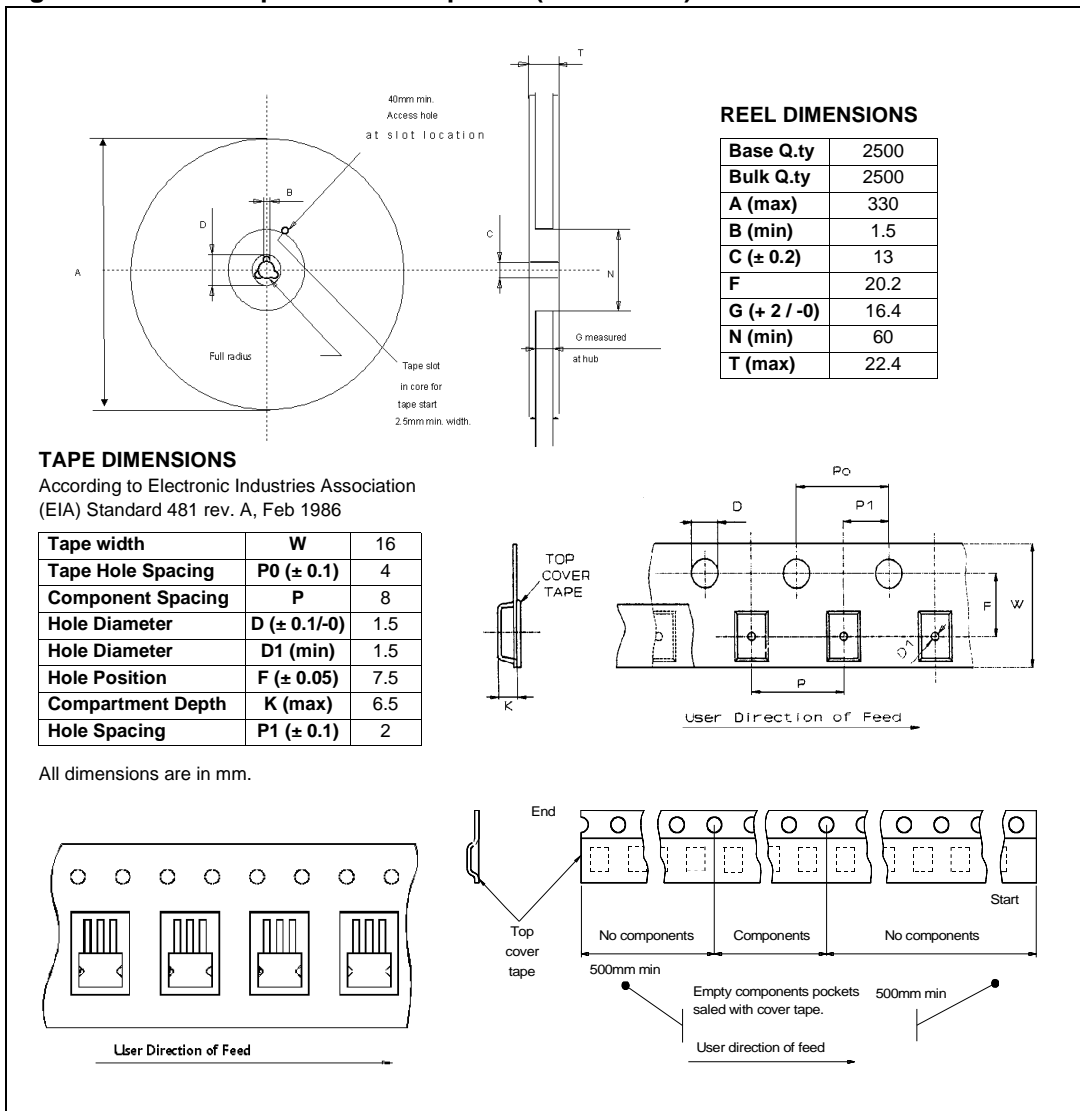 T
40mm min.
Access hole
at slot location
B
D
C
A
N
G measured
at hub
Full radius
Tape slot
in core for
tape start
2.5mm min. width.
REEL DIMENSIONS
Base Q.ty 2500
Bulk Q.ty 2500
A (max) 330
B (min) 1.5
C (± 0.2) 13
F 20.2
G (+ 2 / -0) 16.4
N (min) 60
T (max) 22.4
TAPE DIMENSIONS
According to Electronic Industries Association
(EIA) Standard 481 rev. A, Feb 1986
Tape width W 16
Tape Hole Spacing P0 (± 0.1) 4
Component Spacing P 8
Hole Diameter D (± 0.1/-0) 1.5
Hole Diameter D1 (min) 1.5
Hole Position F (± 0.05) 7.5
Compartment Depth K (max) 6.5
Hole Spacing P1 (± 0.1) 2
All dimensions are in mm.
Po
D
P1
TOP
COVER
TAPE
F
W
D1
K
P
User Direction of Feed
User Direction of Feed
End
Start
Top
cover
tape
No components
Components
No components
500mm min
Empty components pockets
saled with cover tape.
500mm min
User direction of feed